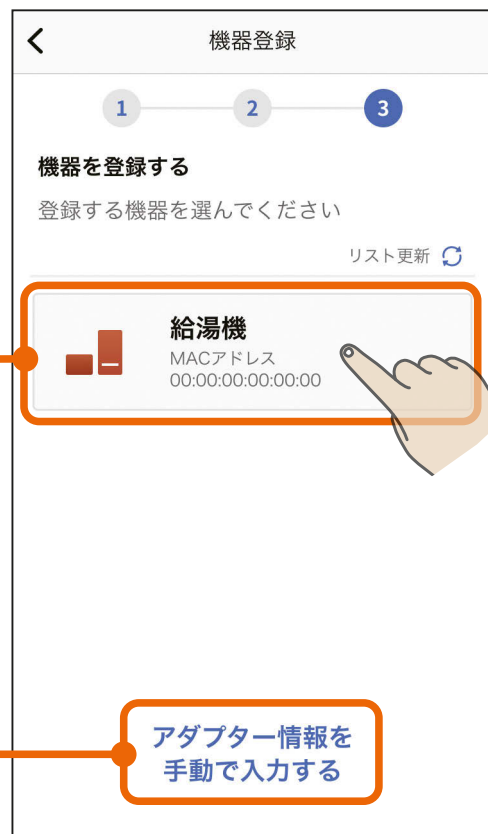 機器登録
1 2 3
機器を登録する
登録する機器を選んでください
リスト更新
給湯機
MACアドレス
00:00:00:00:00:00
アダプター情報を
手動で入力する